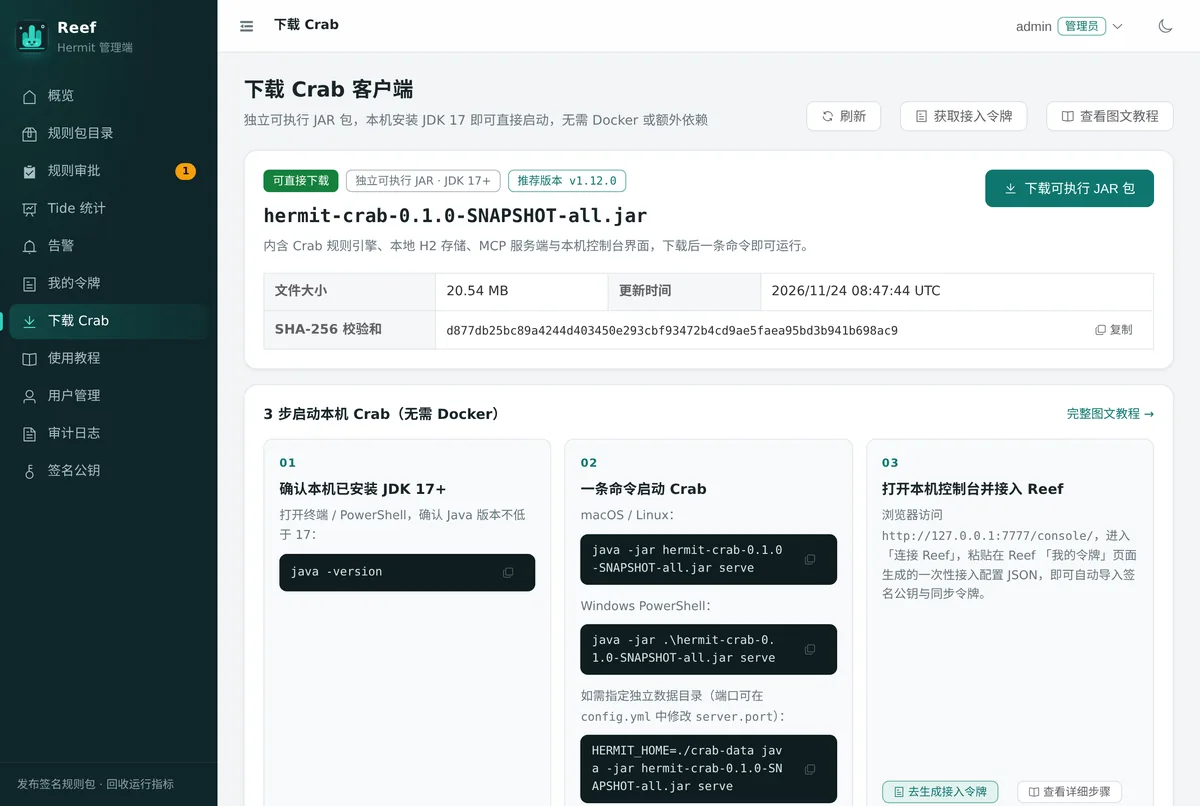 Reef
Hermit 管理端
概览
规则包目录
规则审批
1
Tide 统计
告警
我的令牌
下载 Crab
使用教程
用户管理
审计日志
签名公钥
发布签名规则包 · 回收运行指标
下载 Crab
admin
管理员
下载 Crab 客户端
独立可执行 JAR 包，本机安装 JDK 17 即可直接启动，无需 Docker 或额外依赖
刷新
获取接入令牌
查看图文教程
可直接下载
独立可执行 JAR · JDK 17+
推荐版本 v1.12.0
下载可执行 JAR 包
hermit-crab-0.1.0-SNAPSHOT-all.jar
内含 Crab 规则引擎、本地 H2 存储、MCP 服务端与本机控制台界面，下载后一条命令即可运行。
文件大小
20.54 MB
更新时间
2026/11/24 08:47:44 UTC
SHA-256 校验和
d877db25bc89a4244d403450e293cbf93472b4cd9ae5faea95bd3b941b698ac9
复制
3 步启动本机 Crab（无需 Docker）
完整图文教程 →
01
确认本机已安装 JDK 17+
打开终端 / PowerShell，确认 Java 版本不低
于 17：
java -version
02
一条命令启动 Crab
macOS / Linux：
java -jar hermit-crab-0.1.0
-SNAPSHOT-all.jar serve
Windows PowerShell：
java -jar .\hermit-crab-0.
1.0-SNAPSHOT-all.jar serve
如需指定独立数据目录（端口可在
config.yml 中修改 server.port）：
HERMIT_HOME=./crab-data jav
a -jar hermit-crab-0.1.0-SN
APSHOT-all.jar serve
03
打开本机控制台并接入 Reef
浏览器访问
http://127.0.0.1:7777/console/，进入
「连接 Reef」，粘贴在 Reef 「我的令牌」页面
生成的一次性接入配置 JSON，即可自动导入签
名公钥与同步令牌。
去生成接入令牌
查看详细步骤